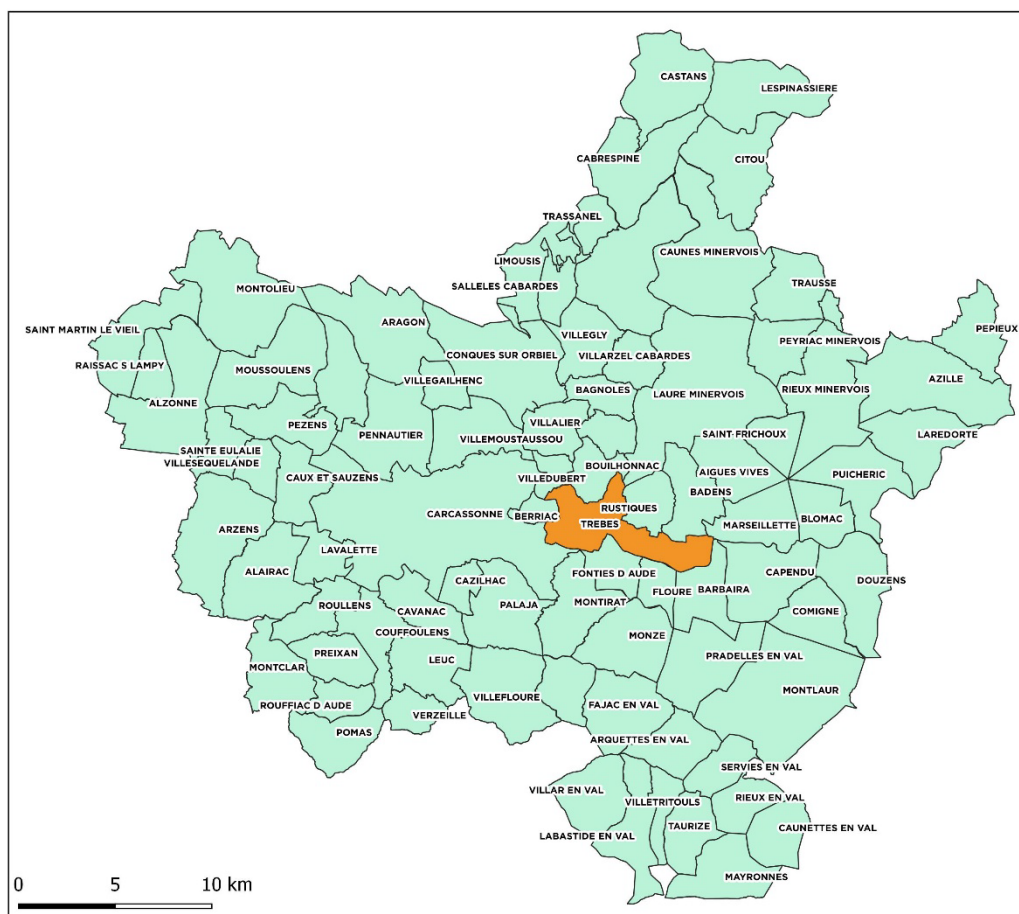 CASTANS
LESPINASSIERE
CABRESPINE
CITOU
TRASSANEL
CAUNES MINERVOIS
LIMOUSIS
SALLELES CABARDES
TRAUSSE
MONTOLIEU
ARAGON
SAINT MARTIN LE VIEIL
VILLEGLY
PEPIEUX
PEYRIAC MINERVOIS
CONQUES SUR ORBIEL
VILLARZEL CABARDES
RAISSAC S LAMPY
MOUSSOULENS
VILLEGAILHENC
AZILLE
BAGNOLES
LAURE MINERVOIS
RIEUX MINERVOIS
ALZONNE
PEZENS
VILLALIER
PENNAUTIER
VILLEMOUSTAUSSOU
SAINT-FRICHOUX
LAREDORTE
SAINTE EULALIE
VILLESEQUELANDE
BOUILHONNAC
AIGUES VIVES
PUICHERIC
CAUX ET SAUZENS
VILLEDUBERT
BADENS
RUSTIQUES
CARCASSONNE
BERRIAC
TREBES
MARSEILLETTE
BLOMAC
ARZENS
LAVALETTE
ALAIRAC
CAZILHAC
FONTIES D AUDE
CAPENDU
DOUZENS
FLOURE
BARBAIRA
ROULLENS
CAVANAC
PALAJA
MONTIRAT
COMIGNE
COUFFOULENS
MONZE
PREIXAN
LEUC
PRADELLES EN VAL
MONTCLAR
MONTLAUR
VILLEFLOURE
ROUFFIAC D AUDE
FAJAC EN VAL
VERZEILLE
POMAS
ARQUETTES EN VAL
SERVIES EN VAL
VILLAR EN VAL
VILLETRITOULS
RIEUX EN VAL
TAURIZE
CAUNETTES EN VAL
LABASTIDE EN VAL
MAYRONNES
0 5 10 km